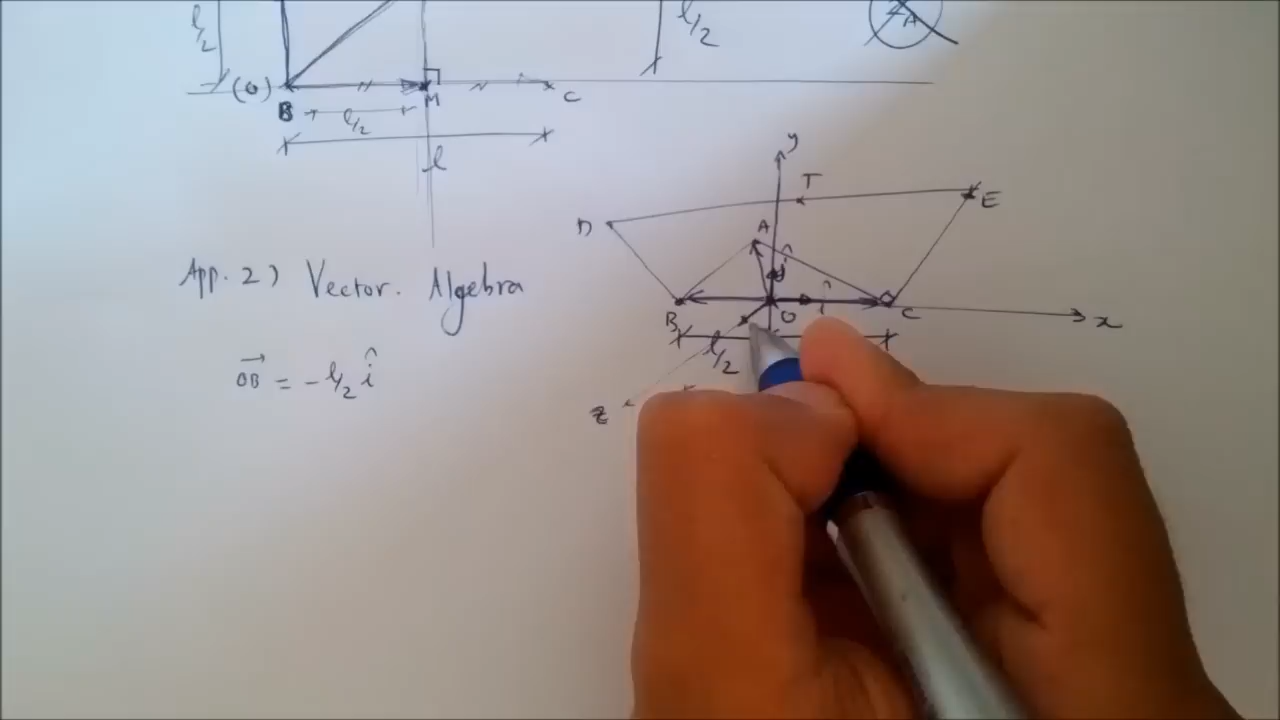 l/2
l/2
A
(0)
B
M
C
l/2
l
y
T
D
E
A
ĵ
App. 2) Vector. Algebra
B
O
î
C
x
l/2
OB = -l/2 î
z